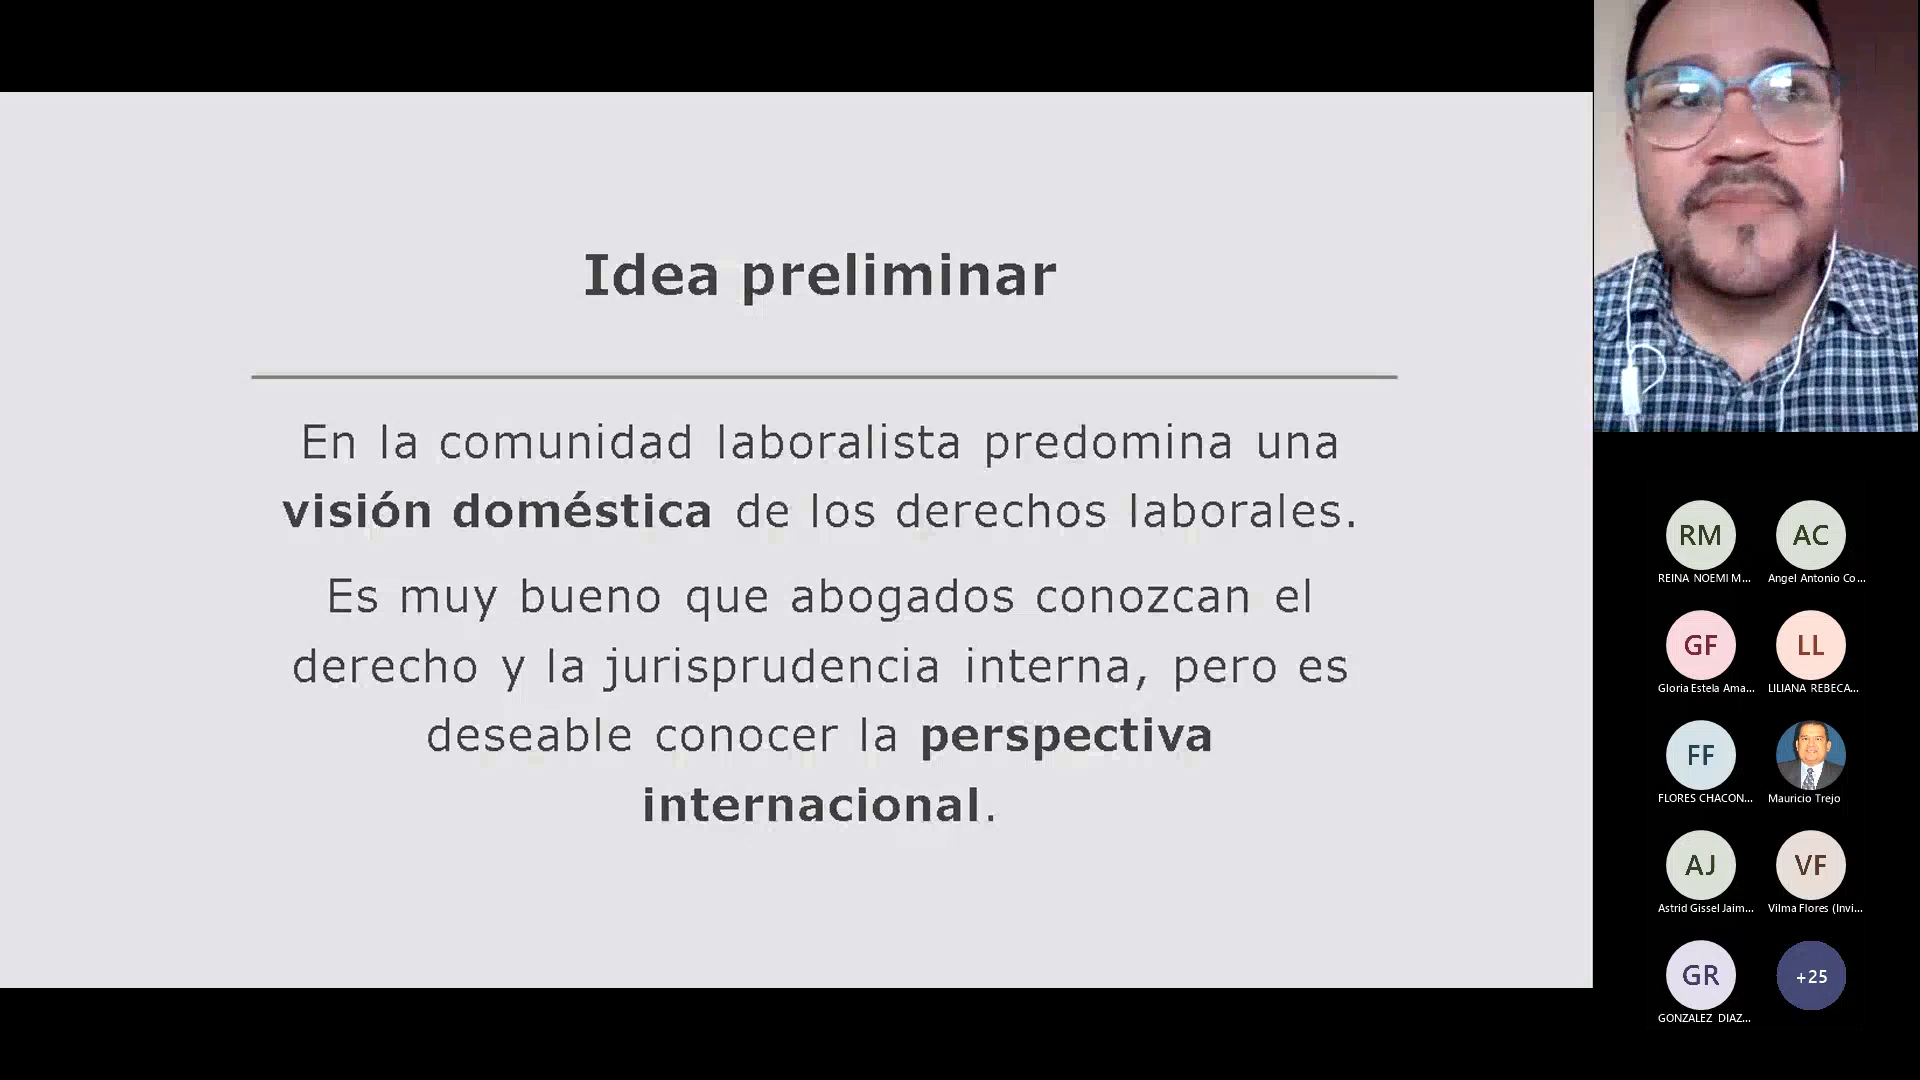 Idea preliminar
En la comunidad laboralista predomina una
visión doméstica de los derechos laborales.
Es muy bueno que abogados conozcan el
derecho y la jurisprudencia interna, pero es
deseable conocer la perspectiva
internacional.
RM
REINA NOEMI M...
AC
Angel Antonio Co...
GF
Gloria Estela Ama...
LL
LILIANA REBECA...
FF
FLORES CHACON...
Mauricio Trejo
AJ
Astrid Gissel Jaim...
VF
Vilma Flores (Invi...
GR
GONZALEZ DIAZ...
+25